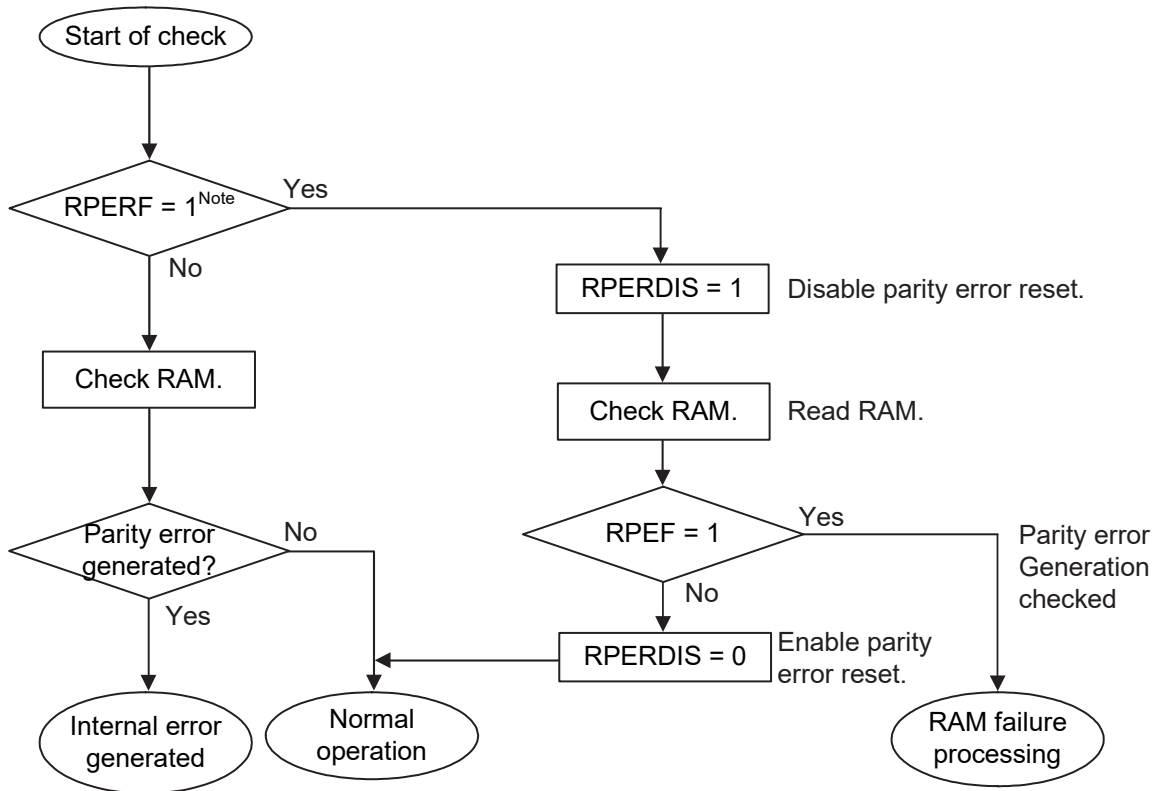 Start of check
RPERF = 1Note
Yes
No
RPERDIS = 1
Disable parity error reset.
Check RAM.
Check RAM.
Read RAM.
Parity error
generated?
No
Yes
RPEF = 1
Yes
No
Parity error
Generation
checked
RPERDIS = 0
Enable parity
error reset.
Internal error
generated
Normal
operation
RAM failure
processing